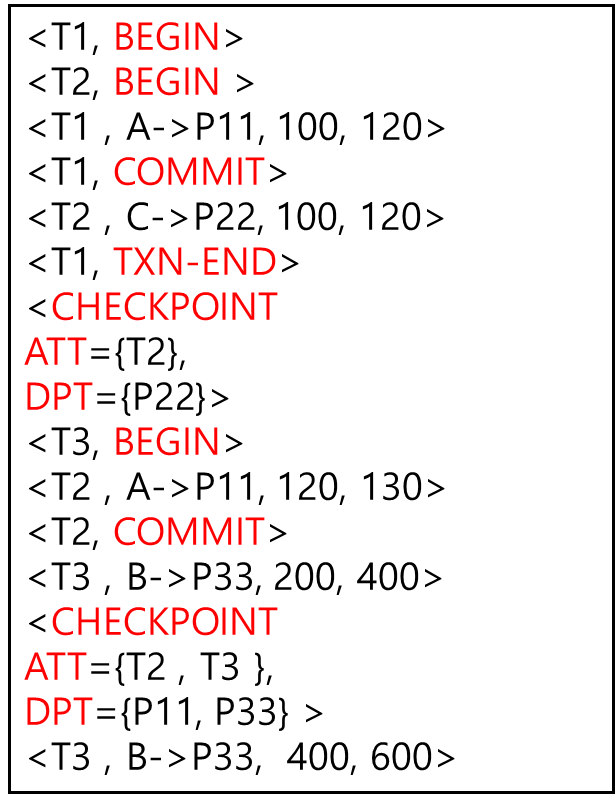 <T1, BEGIN>
<T2, BEGIN >
<T1 , A->P11, 100, 120>
<T1, COMMIT>
<T2 , C->P22, 100, 120>
<T1, TXN-END>
<CHECKPOINT
ATT={T2},
DPT={P22}>
<T3, BEGIN>
<T2 , A->P11, 120, 130>
<T2, COMMIT>
<T3 , B->P33, 200, 400>
<CHECKPOINT
ATT={T2 , T3 },
DPT={P11, P33} >
<T3 , B->P33,  400, 600>